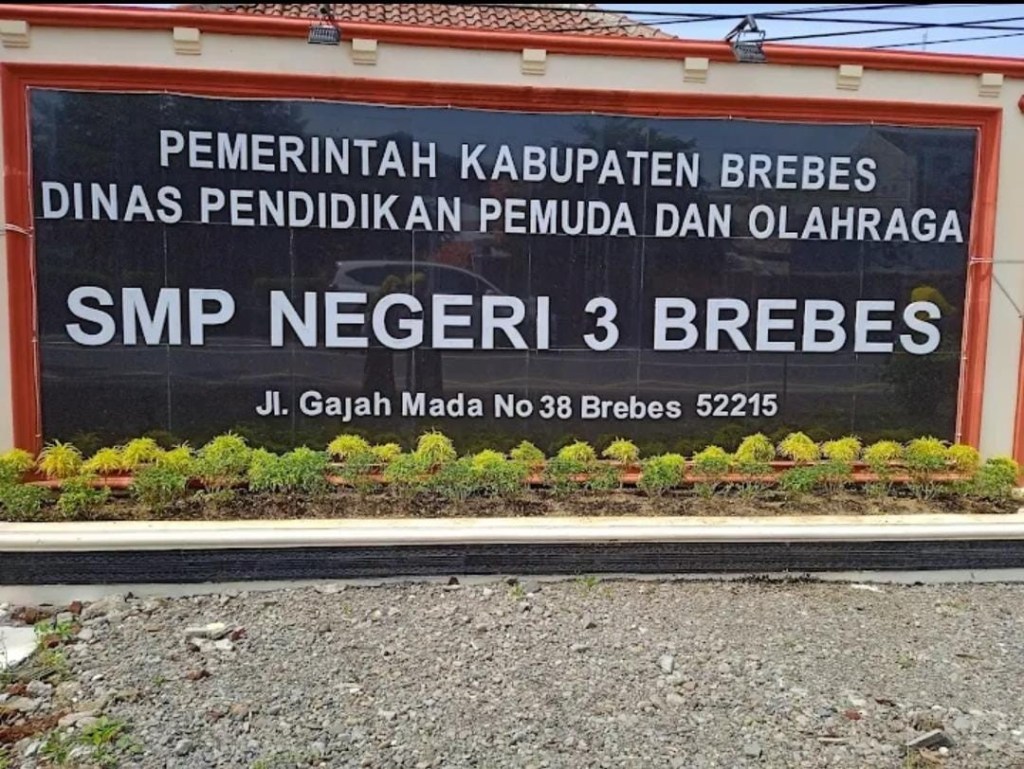 PEMERINTAH KABUPATEN BREBES
DINAS PENDIDIKAN PEMUDA DAN OLAHRAGA
SMP NEGERI 3 BREBES
Jl. Gajah Mada No 38 Brebes 52215